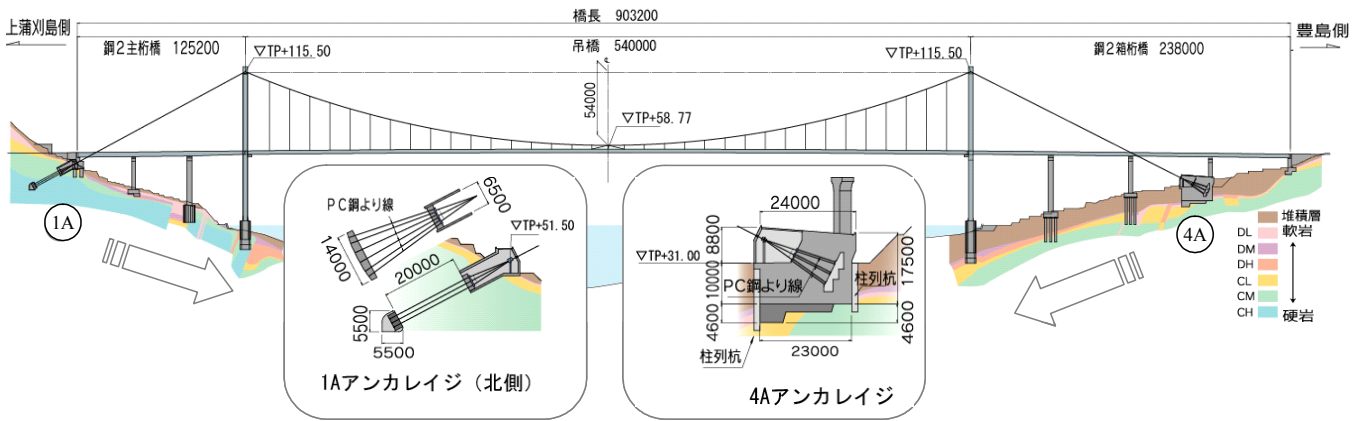 上蒲刈島側
橋長 903200
豊島側
鋼2主桁橋 125200
吊橋 540000
鋼2箱桁橋 238000
▽TP+115.50
▽TP+115.50
54000
▽TP+58.77
1A
4A
PC鋼より線
6500
14000
▽TP+51.50
20000
5500
5500
1Aアンカレイジ（北側）
24000
8800
17500
▽TP+31.00
10000
PC鋼より線
柱列杭
4600
4600
柱列杭
23000
4Aアンカレイジ
堆積層
DL 軟岩
DM
DH
CL
CM
CH 硬岩